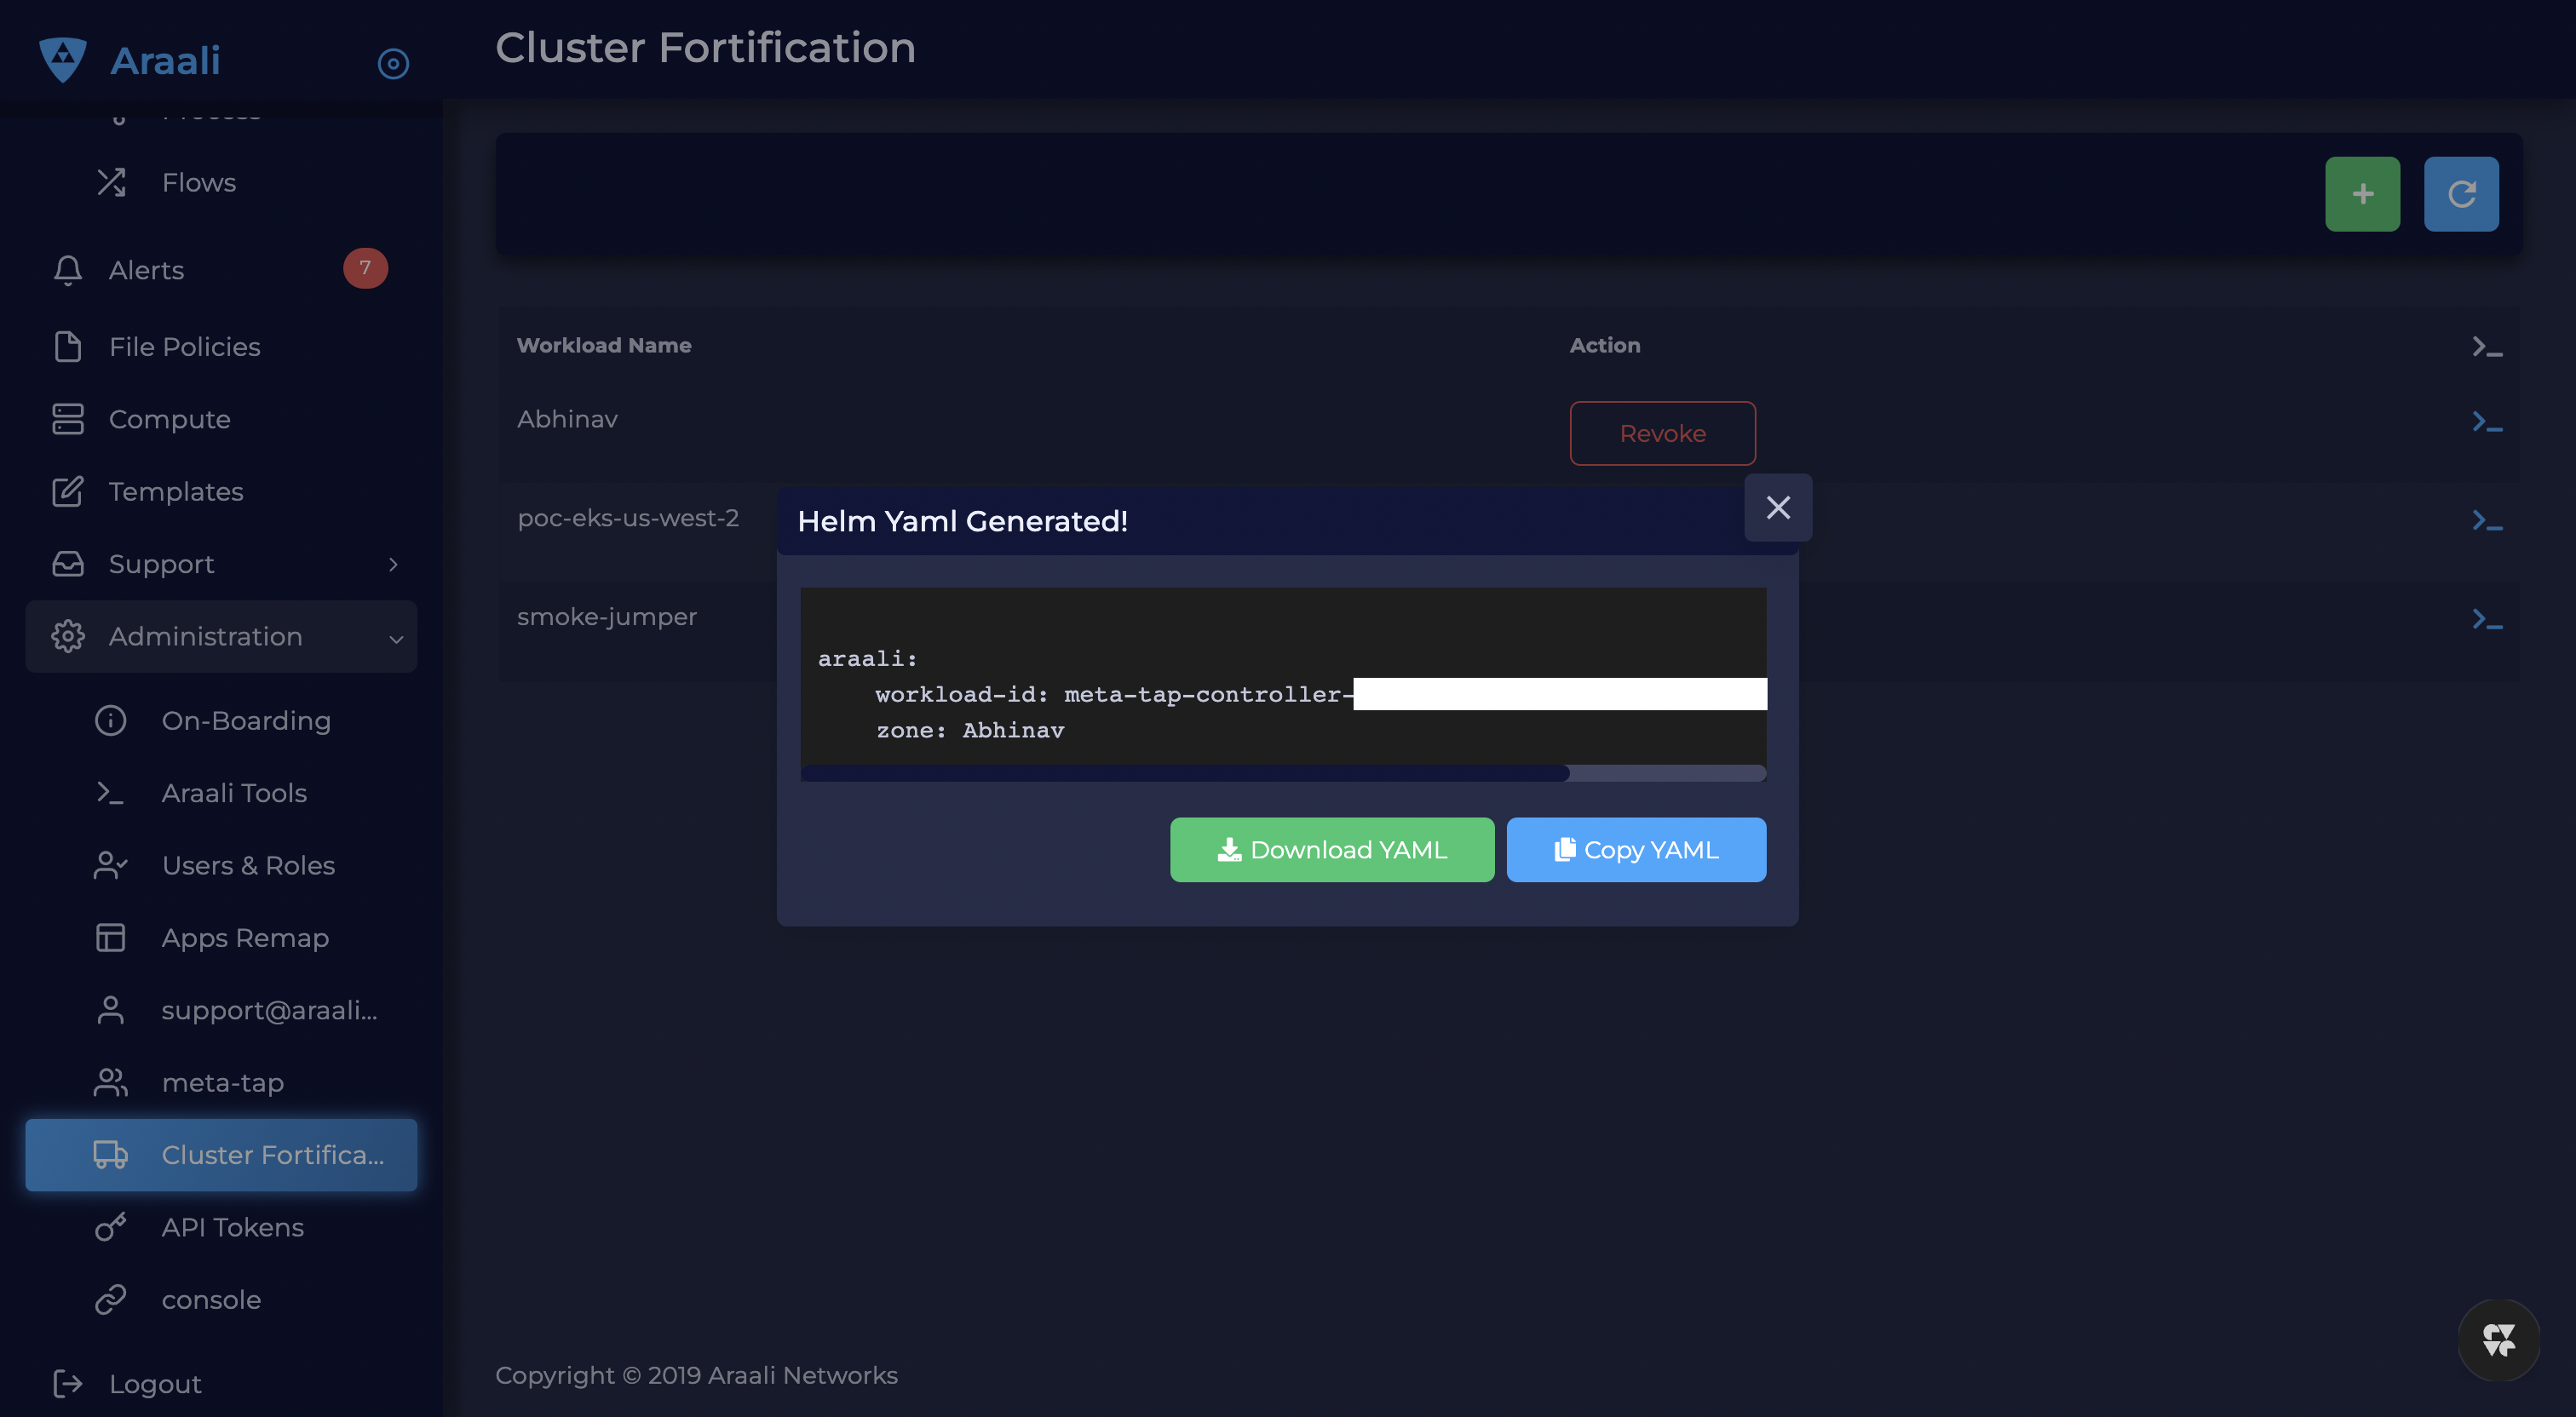 Araali
Cluster Fortification
Flows
Alerts
7
File Policies
Compute
Templates
Support
Administration
On-Boarding
Araali Tools
Users & Roles
Apps Remap
support@araali...
meta-tap
Cluster Fortifica...
API Tokens
console
Logout
Workload Name
Action
Abhinav
Revoke
poc-eks-us-west-2
smoke-jumper
Helm Yaml Generated!
araali:
workload-id: meta-tap-controller-
zone: Abhinav
Download YAML
Copy YAML
Copyright © 2019 Araali Networks